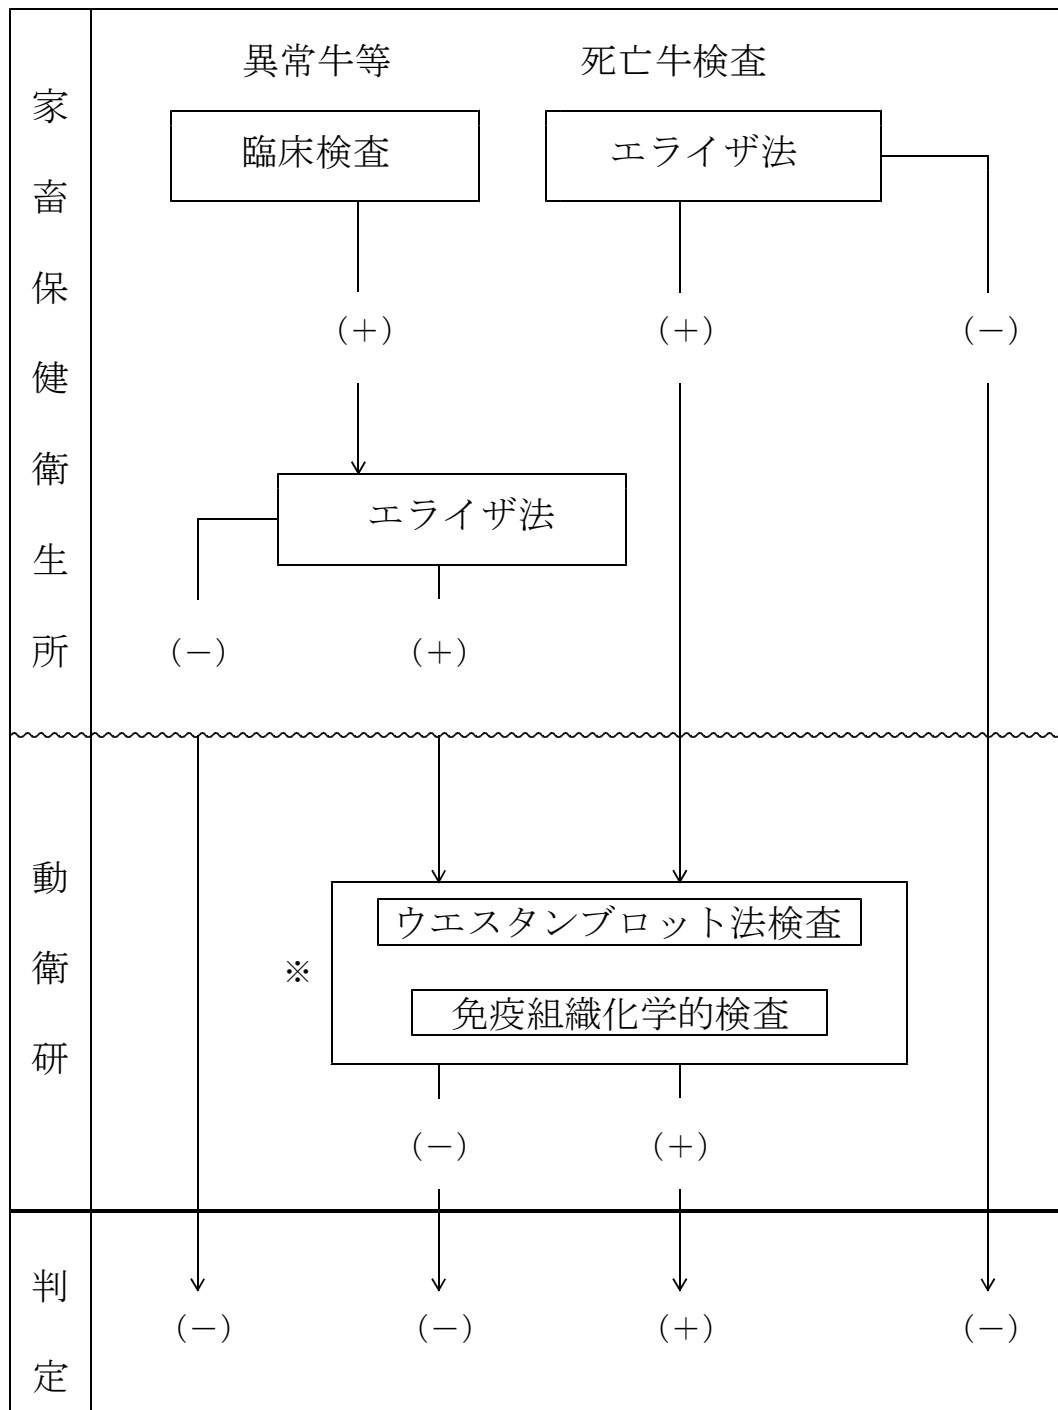 家畜保健衛生所
異常牛等
死亡牛検査
臨床検査
エライザ法
(+)
(+)
(-)
エライザ法
(-)
(+)
動衛研
ウエスタンブロット法検査
※
免疫組織化学的検査
(-)
(+)
判定
(-)
(-)
(+)
(-)